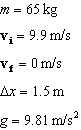 m = 65 kg
v_i = 9.9 m/s
v_f = 0 m/s
Δx = 1.5 m
g = 9.81 m/s²